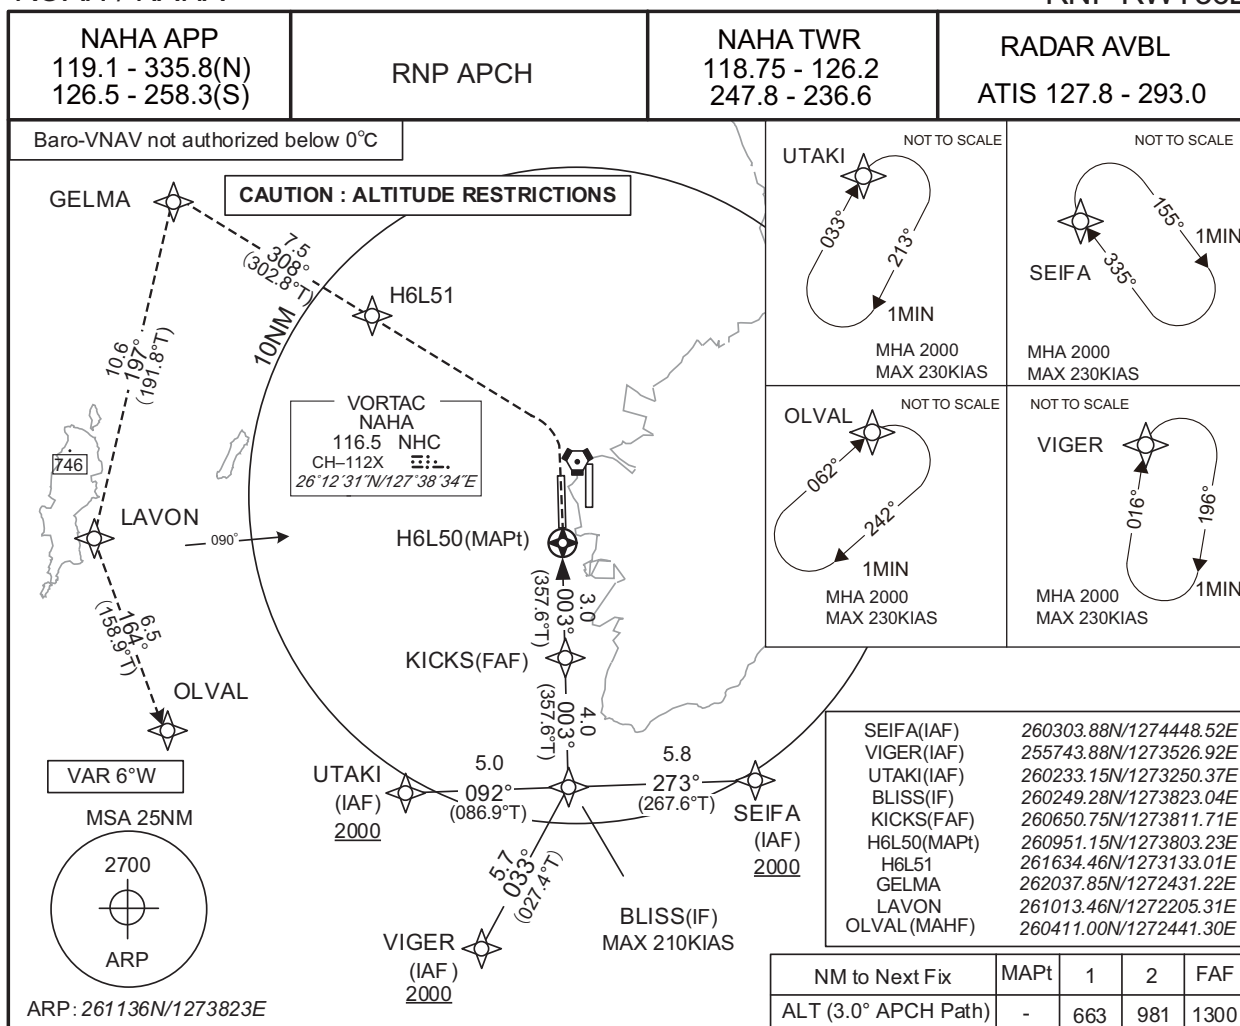 NAHA APP
119.1 - 335.8(N)
126.5 - 258.3(S)
RNP APCH
NAHA TWR
118.75 - 126.2
247.8 - 236.6
RADAR AVBL
ATIS 127.8 - 293.0
Baro-VNAV not authorized below 0°C
CAUTION : ALTITUDE RESTRICTIONS
GELMA
7.5
308°
(302.8°T)
H6L51
10NM
10.6
197°
(191.8°T)
VORTAC
NAHA
116.5 NHC
CH–112X
26°12′31″N/127°38′34″E
746
LAVON
090°
H6L50(MAPt)
3.0
003°
(357.6°T)
6.5
164°
(158.9°T)
KICKS(FAF)
OLVAL
4.0
003°
(357.6°T)
VAR 6°W
UTAKI
(IAF)
2000
5.0
092°
(086.9°T)
5.8
273°
(267.6°T)
SEIFA
(IAF)
2000
MSA 25NM
2700
ARP
5.7
033°
(027.4°T)
BLISS(IF)
MAX 210KIAS
VIGER
(IAF)
2000
ARP: 261136N/1273823E
UTAKI
NOT TO SCALE
033°
213°
1MIN
MHA 2000
MAX 230KIAS
NOT TO SCALE
155°
1MIN
SEIFA
335°
MHA 2000
MAX 230KIAS
OLVAL
NOT TO SCALE
062°
242°
1MIN
MHA 2000
MAX 230KIAS
NOT TO SCALE
VIGER
016°
196°
1MIN
MHA 2000
MAX 230KIAS
SEIFA(IAF) 260303.88N/1274448.52E
VIGER(IAF) 255743.88N/1273526.92E
UTAKI(IAF) 260233.15N/1273250.37E
BLISS(IF) 260249.28N/1273823.04E
KICKS(FAF) 260650.75N/1273811.71E
H6L50(MAPt) 260951.15N/1273803.23E
H6L51 261634.46N/1273133.01E
GELMA 262037.85N/1272431.22E
LAVON 261013.46N/1272205.31E
OLVAL(MAHF) 260411.00N/1272441.30E
NM to Next Fix MAPt 1 2 FAF
ALT (3.0° APCH Path) - 663 981 1300